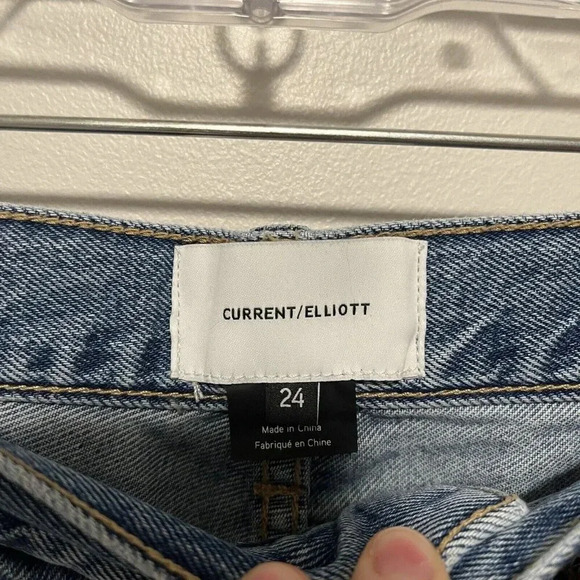 CURRENT/ELLIOTT
24
Made in China
Fabriqué en Chine